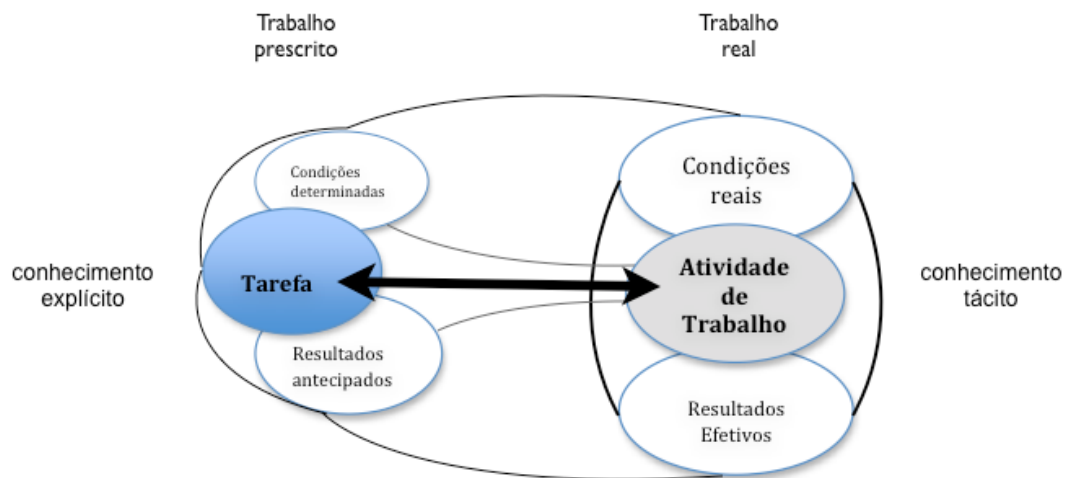 Trabalho
prescrito
Trabalho
real
Condições
determinadas
Condições
reais
conhecimento
explícito
Tarefa
Atividade
de
Trabalho
conhecimento
tácito
Resultados
antecipados
Resultados
Efetivos